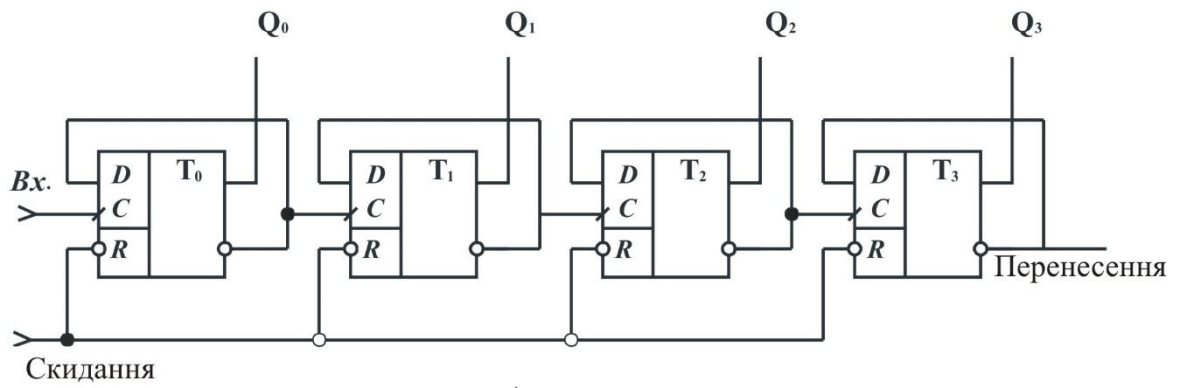 Q₀ Q₁ Q₂ Q₃
D T₀ D T₁ D T₂ D T₃
Вх.
C C C C
R R R R
Перенесення
Скидання
)